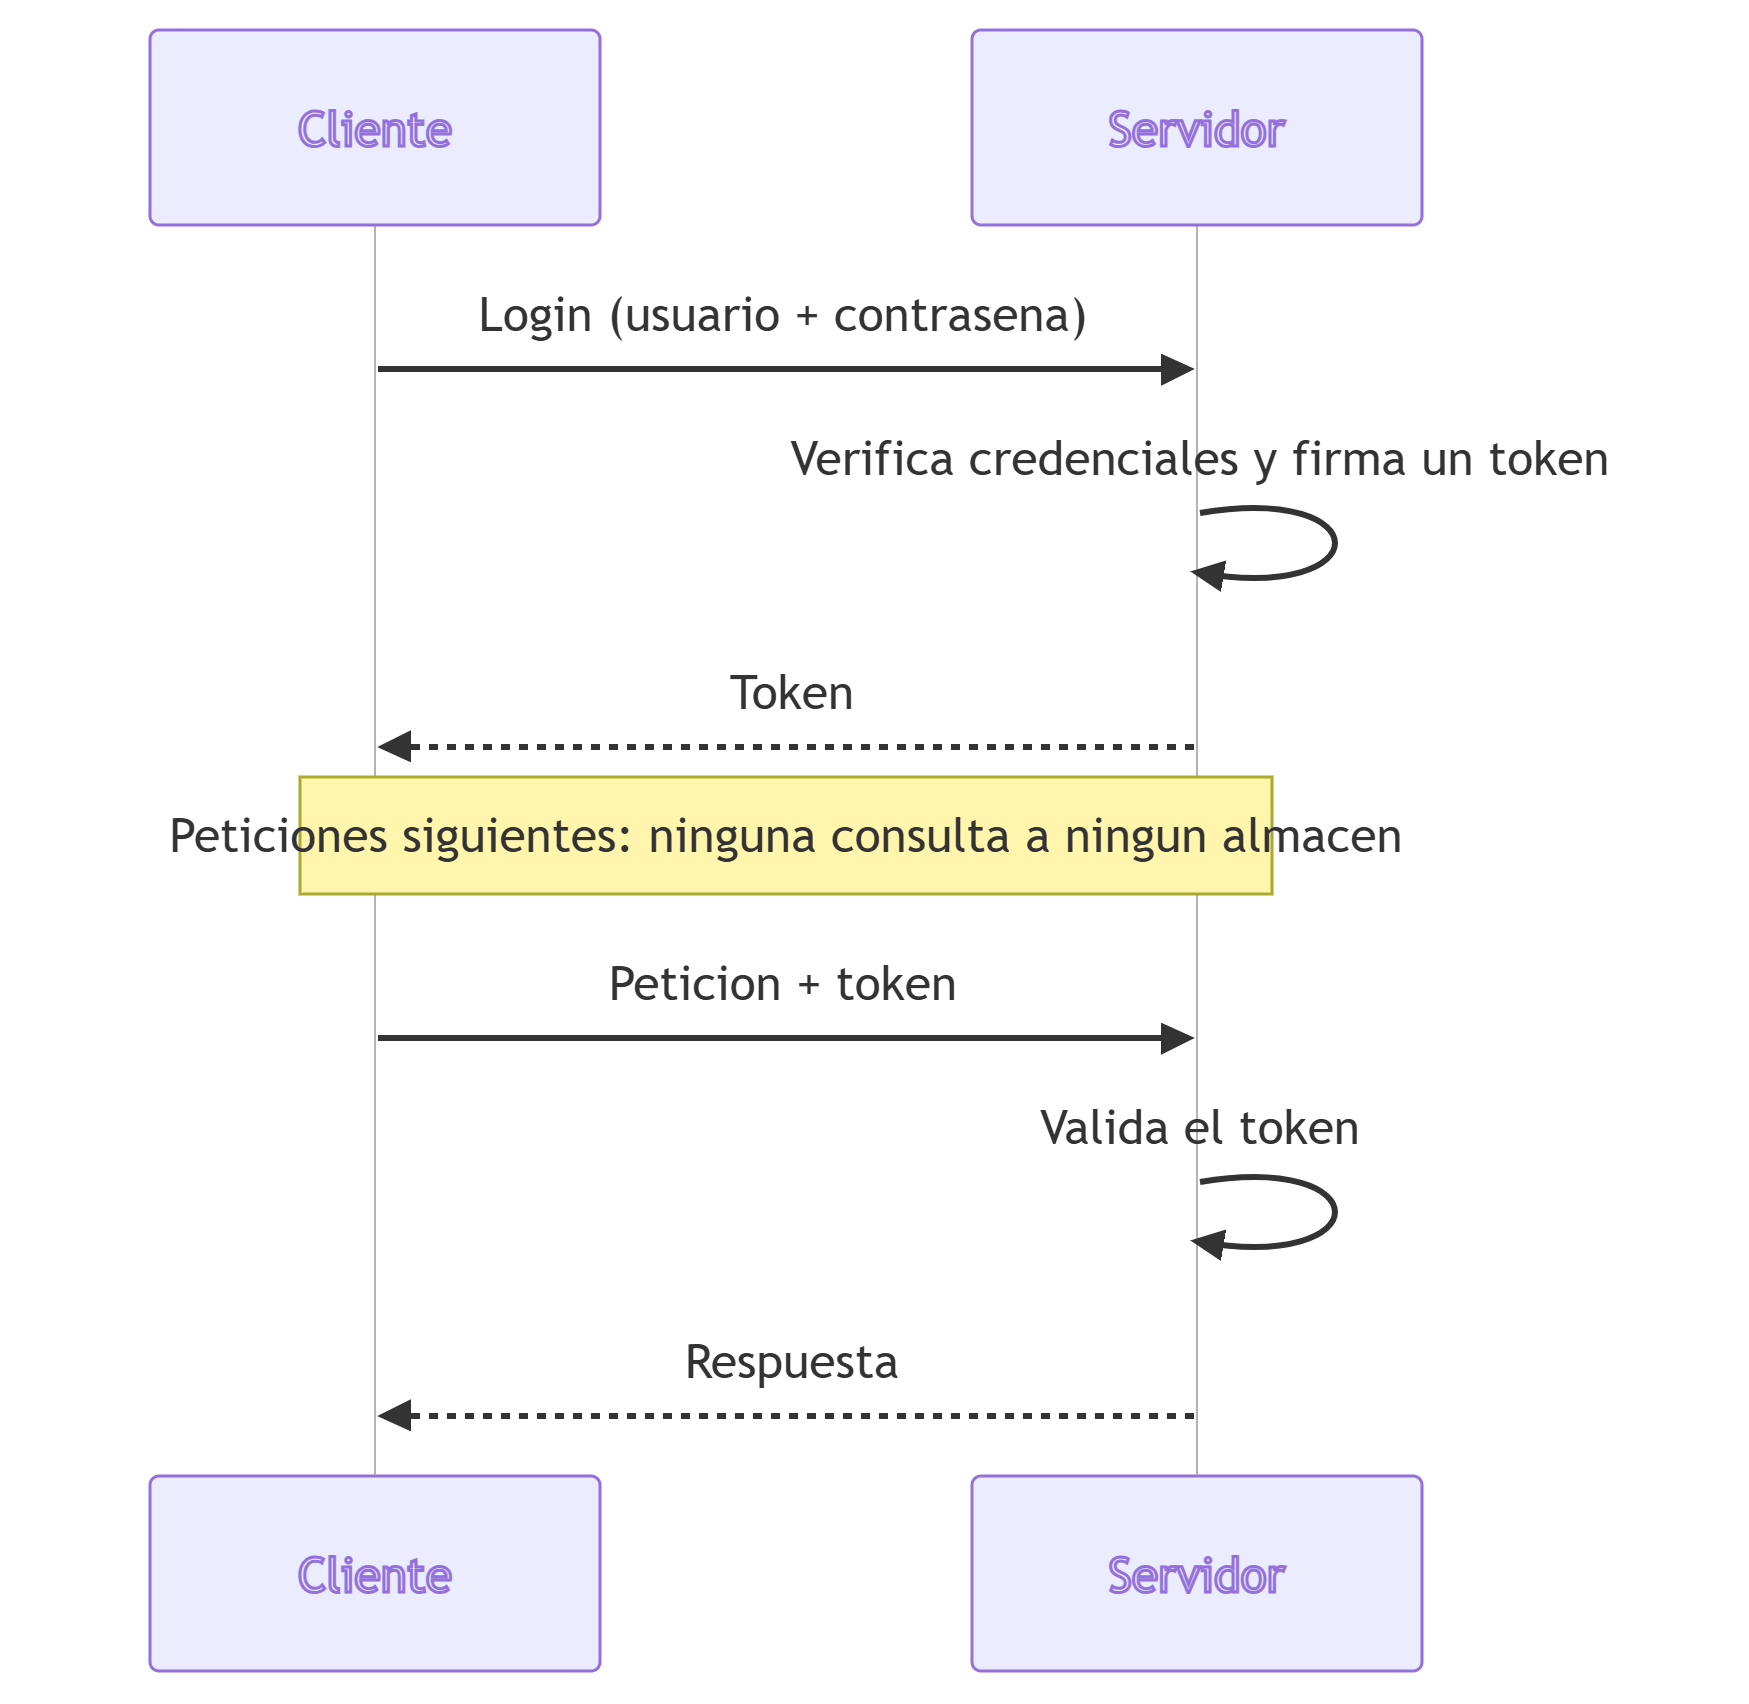 Cliente
Servidor
Login (usuario + contrasena)
Verifica credenciales y firma un token
Token
Peticiones siguientes: ninguna consulta a ningun almacen
Peticion + token
Valida el token
Respuesta
Cliente
Servidor